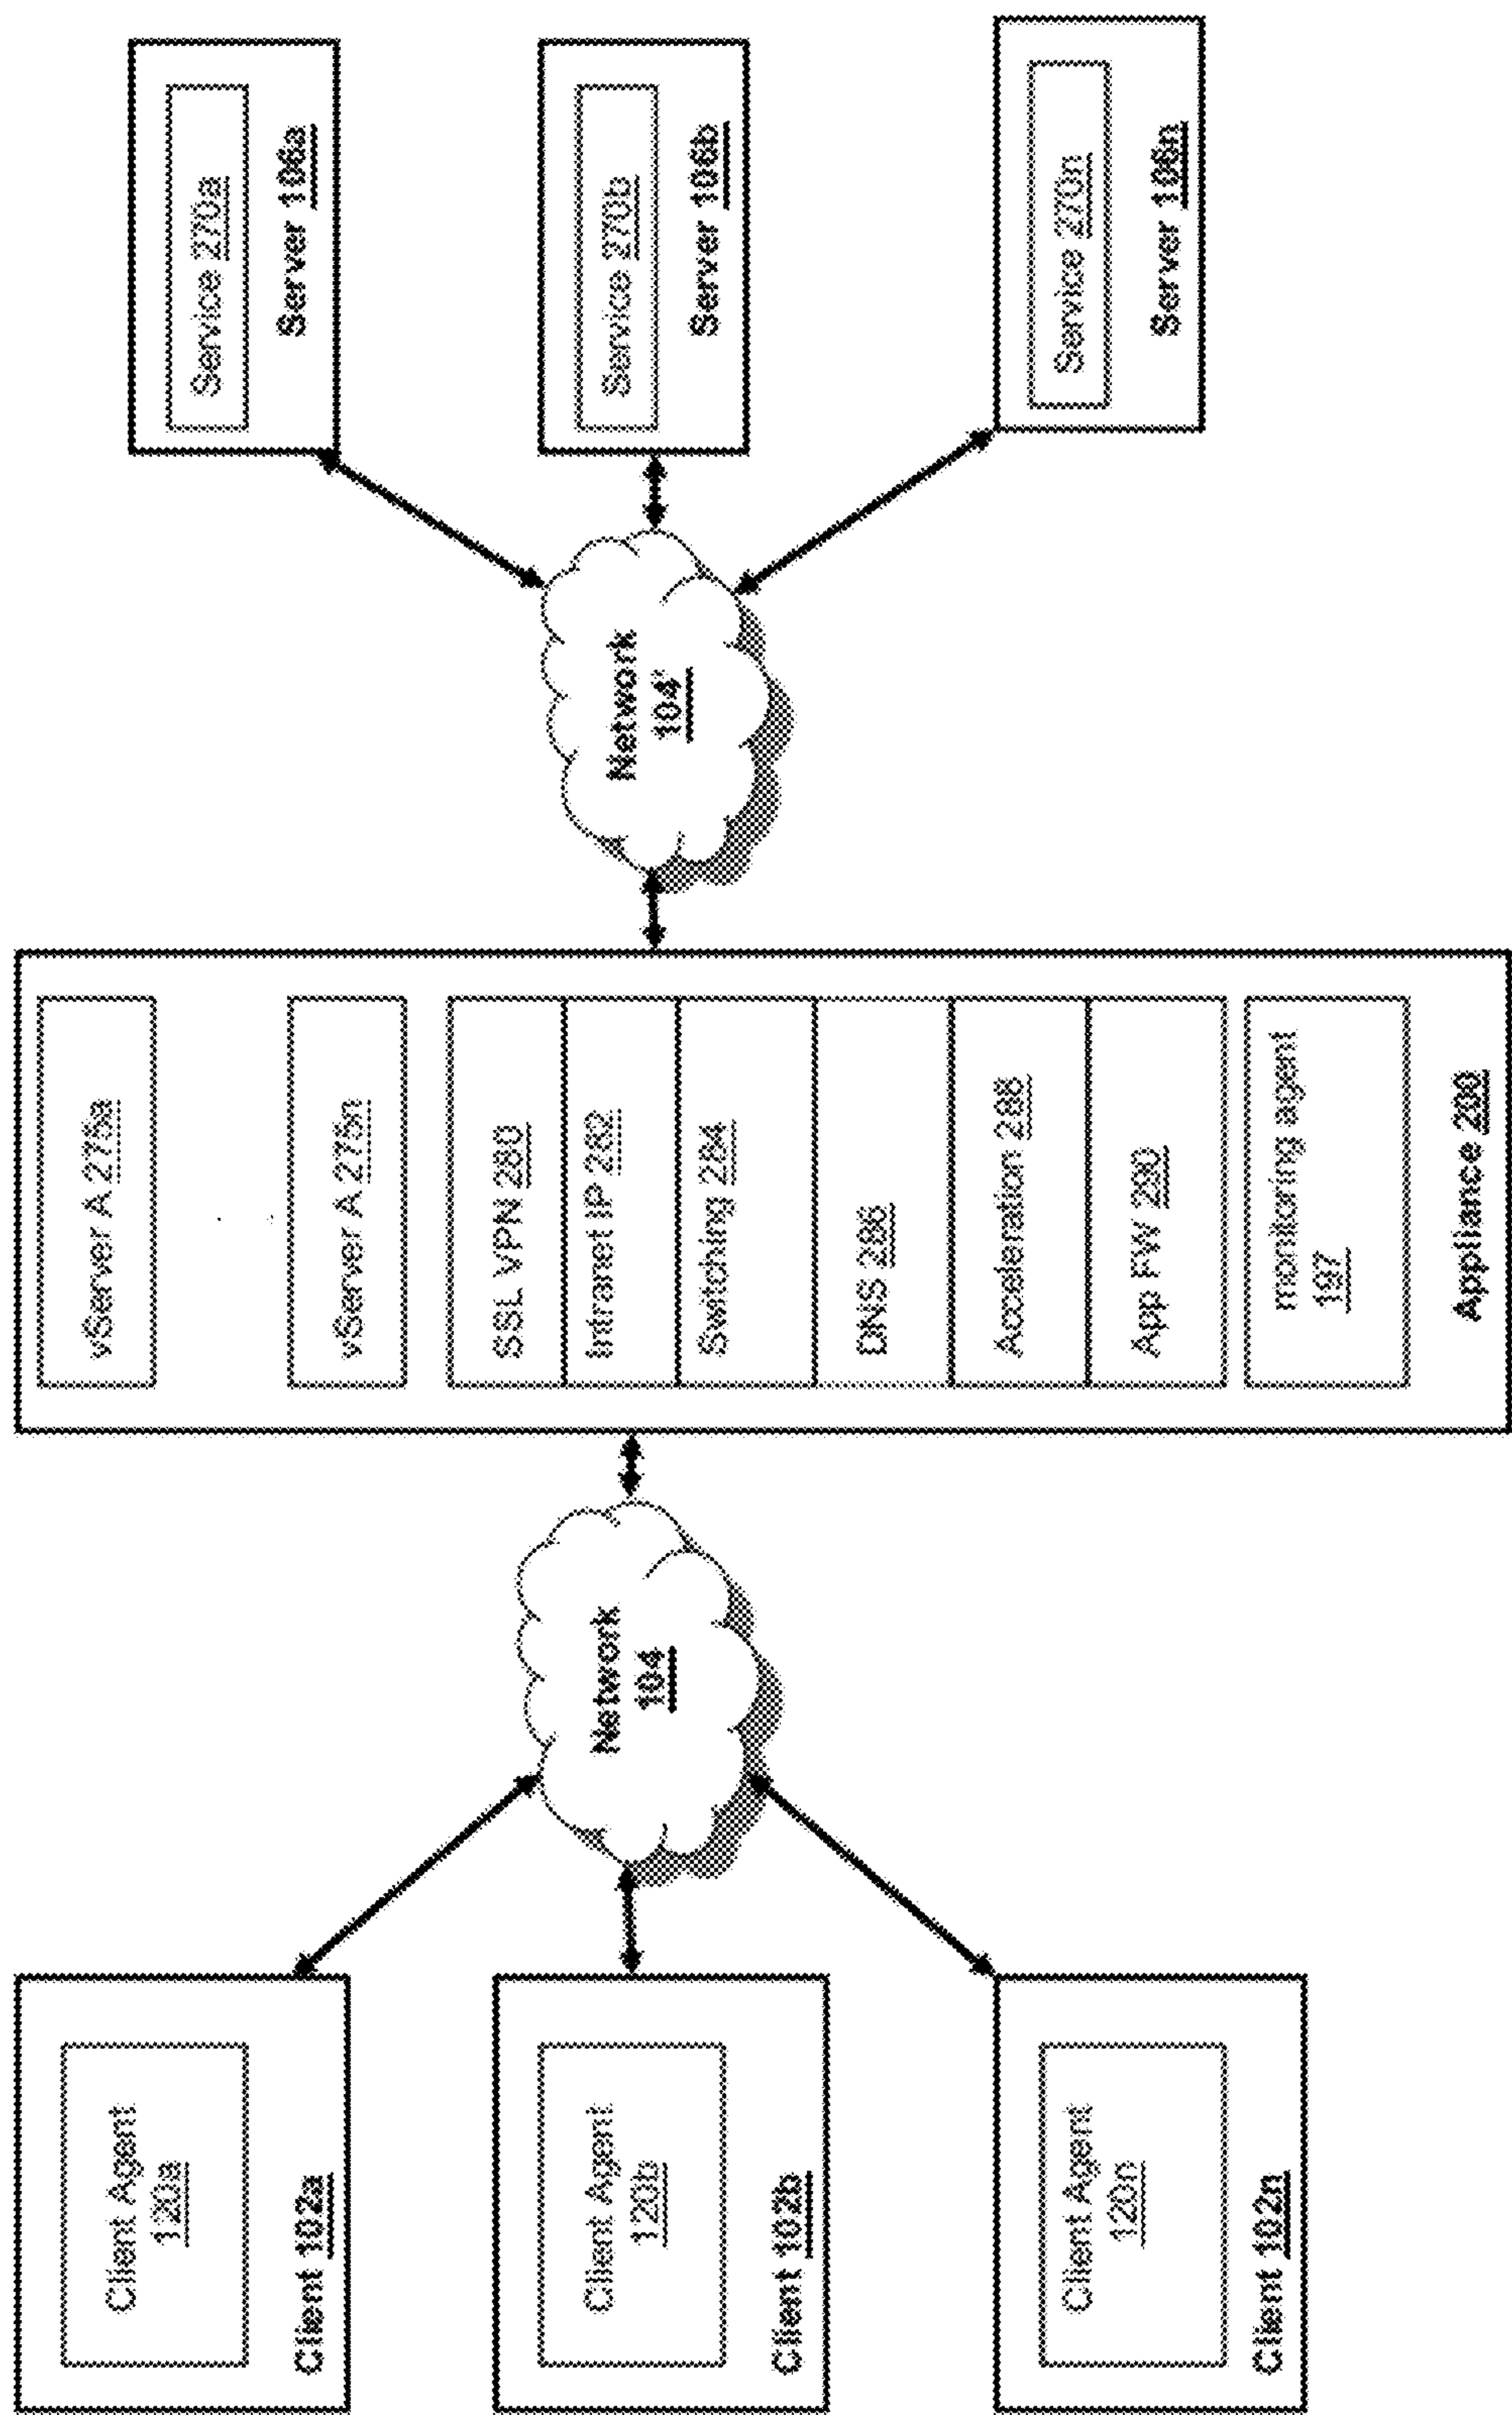 Client Agent
120a
Client 102a
Client Agent
120b
Client 102b
Client Agent
120n
Client 102n
Network
104
vServer A 275a
vServer A 275n
SSL VPN 280
Intranet IP 282
Switching 284
DNS 286
Acceleration 288
App FW 290
monitoring agent
197
Appliance 200
Network
104'
Service 270a
Server 106a
Service 270b
Server 106b
Service 270n
Server 106n